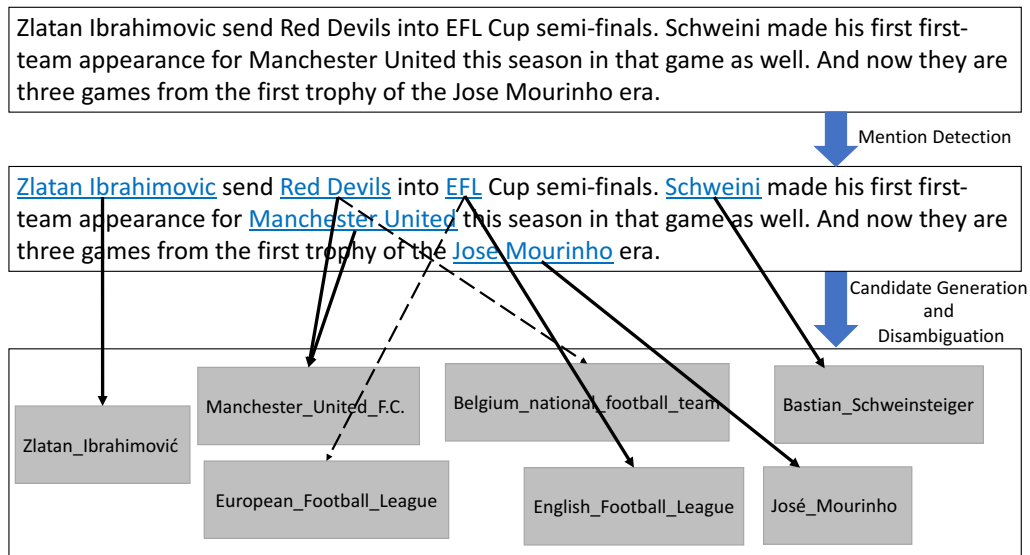 Zlatan Ibrahimovic send Red Devils into EFL Cup semi-finals. Schweini made his first first-
team appearance for Manchester United this season in that game as well. And now they are
three games from the first trophy of the Jose Mourinho era.
Mention Detection
Zlatan Ibrahimovic send Red Devils into EFL Cup semi-finals. Schweini made his first first-
team appearance for Manchester United this season in that game as well. And now they are
three games from the first trophy of the Jose Mourinho era.
Candidate Generation
and
Disambiguation
Manchester_United_F.C.
Belgium_national_football_team
Bastian_Schweinsteiger
Zlatan_Ibrahimović
European_Football_League
English_Football_League
José_Mourinho